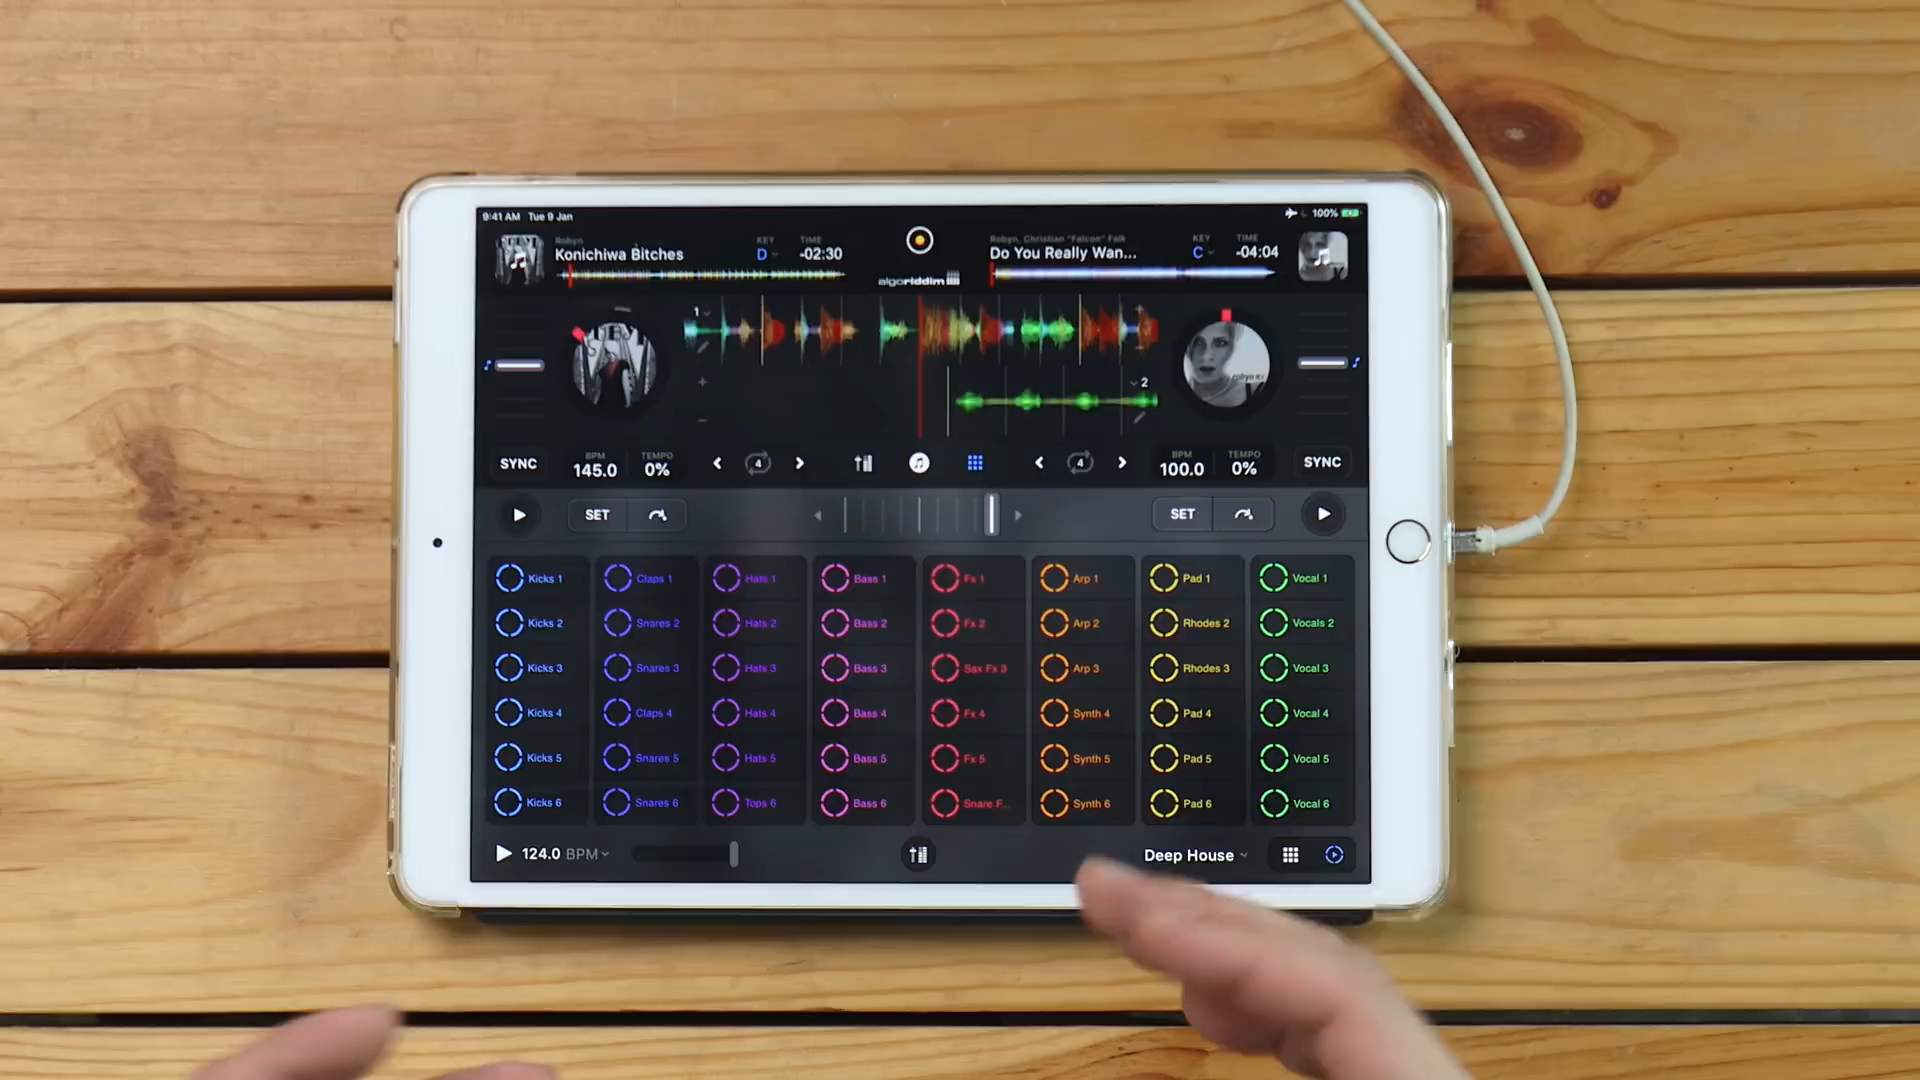 9:41 AM Tue 9 Jan
100%
Robyn
Konichiwa Bitches
KEY
D
TIME
-02:30
algoriddim
Robyn, Christian "Falcon" Falk
Do You Really Wan...
KEY
C
TIME
-04:04
1
2
SYNC
BPM
145.0
TEMPO
0%
4
4
BPM
100.0
TEMPO
0%
SYNC
SET
SET
Kicks 1 Claps 1 Hats 1 Bass 1 Fx 1 Arp 1 Pad 1 Vocal 1
Kicks 2 Snares 2 Hats 2 Bass 2 Fx 2 Arp 2 Rhodes 2 Vocals 2
Kicks 3 Snares 3 Hats 3 Bass 3 Sax Fx 3 Arp 3 Rhodes 3 Vocal 3
Kicks 4 Claps 4 Hats 4 Bass 4 Fx 4 Synth 4 Pad 4 Vocal 4
Kicks 5 Snares 5 Hats 5 Bass 5 Fx 5 Synth 5 Pad 5 Vocal 5
Kicks 6 Snares 6 Tops 6 Bass 6 Snare F... Synth 6 Pad 6 Vocal 6
124.0 BPM
Deep House